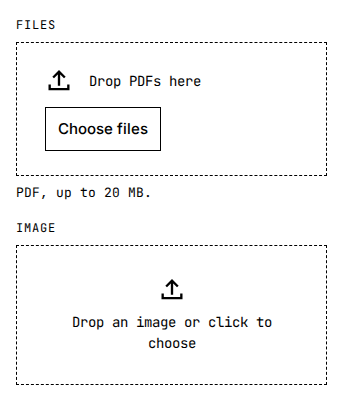 FILES
Drop PDFs here
Choose files
PDF, up to 20 MB.
IMAGE
Drop an image or click to
choose